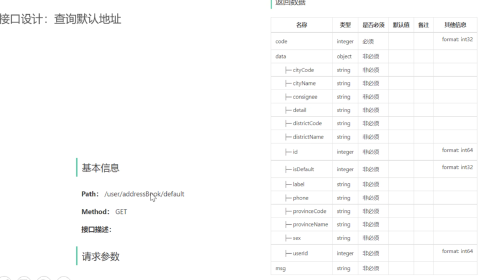 接口设计：查询默认地址
基本信息
Path: /user/addressBook/default
Method: GET
接口描述:
请求参数
返回数据
名称 类型 是否必须 默认值 备注 其他信息
code integer 必须 format: int32
data object 非必须
├─ cityCode string 非必须
├─ cityName string 非必须
├─ consignee string 非必须
├─ detail string 非必须
├─ districtCode string 非必须
├─ districtName string 非必须
├─ id integer 非必须 format: int64
├─ isDefault integer 非必须 format: int32
├─ label string 非必须
├─ phone string 非必须
├─ provinceCode string 非必须
├─ provinceName string 非必须
├─ sex string 非必须
├─ userId integer 非必须 format: int64
msg string 非必须